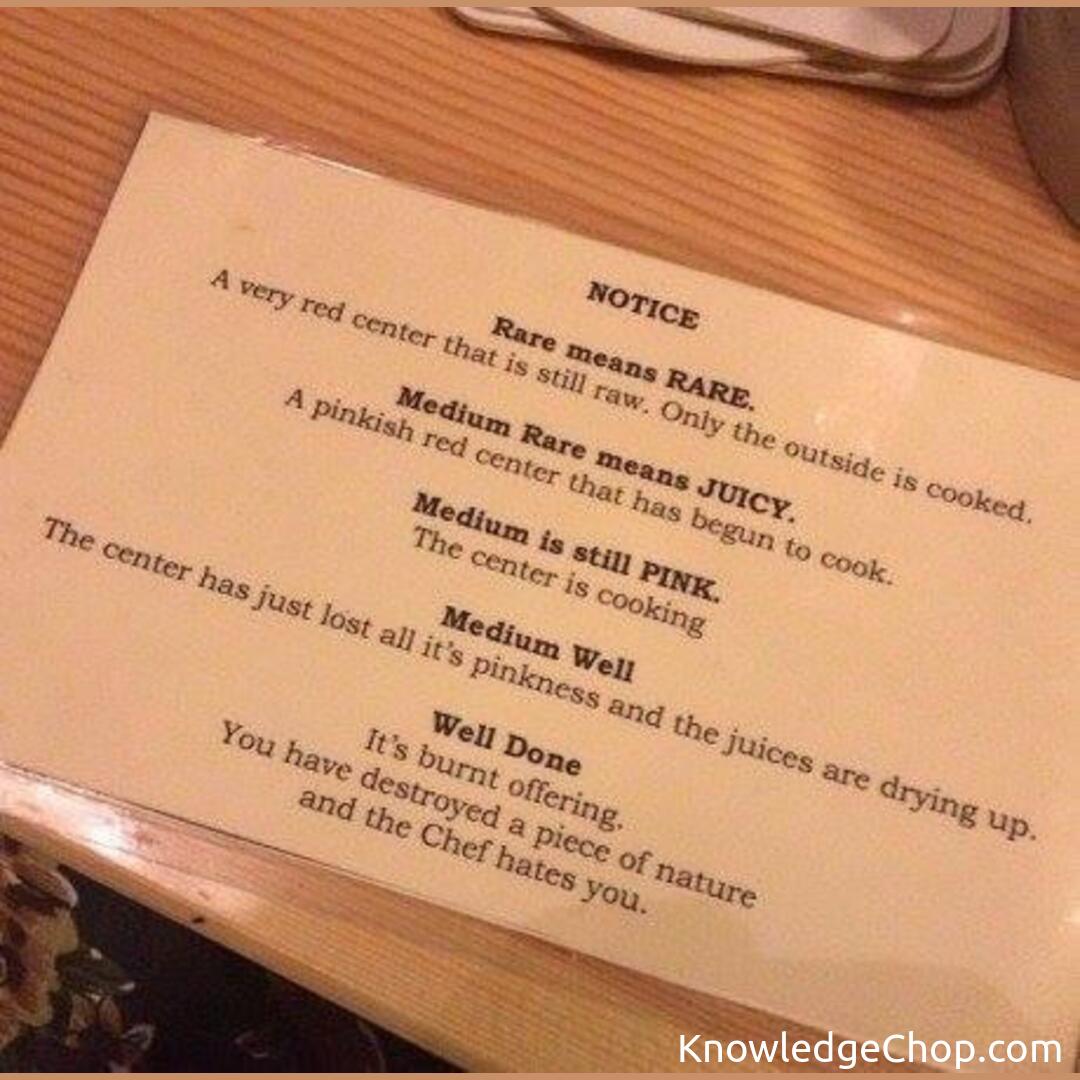 NOTICE
Rare means RARE.
A very red center that is still raw. Only the outside is cooked.
Medium Rare means JUICY.
A pinkish red center that has begun to cook.
Medium is still PINK.
The center is cooking
Medium Well
The center has just lost all it's pinkness and the juices are drying up.
Well Done
It's burnt offering.
You have destroyed a piece of nature
and the Chef hates you.
KnowledgeChop.com